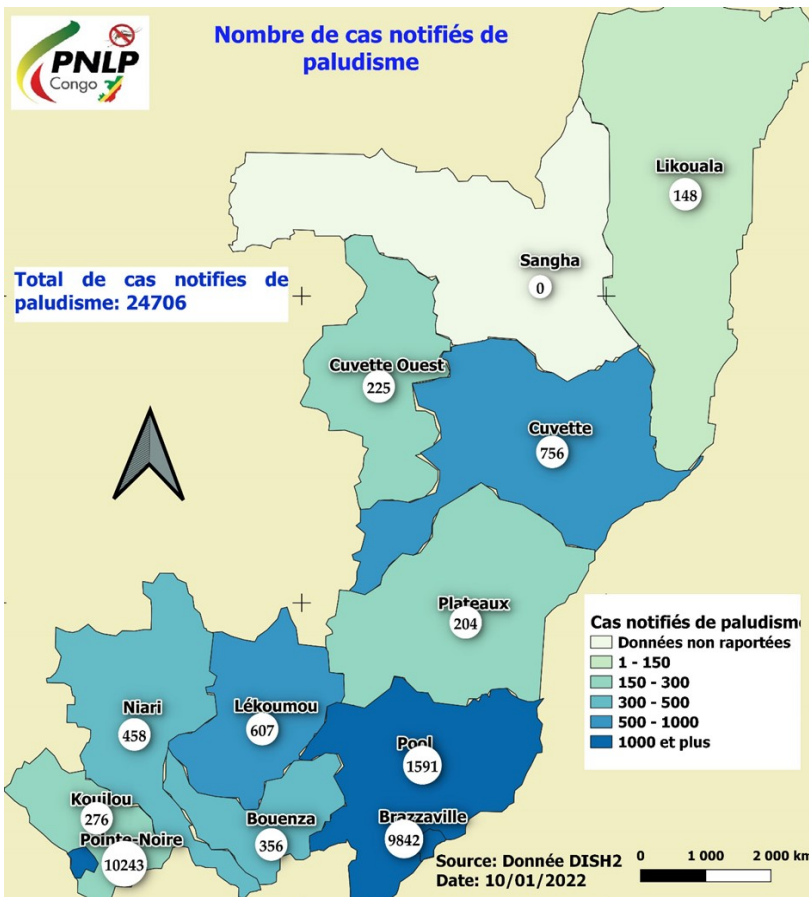 PNLP
Congo
Nombre de cas notifiés de
paludisme
Likouala
148
Sangha
0
Total de cas notifies de
paludisme: 24706
Cuvette Ouest
225
Cuvette
756
Plateaux
204
Cas notifiés de paludisme
Données non raportées
1 - 150
150 - 300
300 - 500
500 - 1000
1000 et plus
Niari
458
Lékoumou
607
Pool
1591
Kouilou
276
Bouenza
356
Brazzaville
9842
Pointe-Noire
10243
Source: Donnée DISH2
Date: 10/01/2022
0 1 000 2 000 km